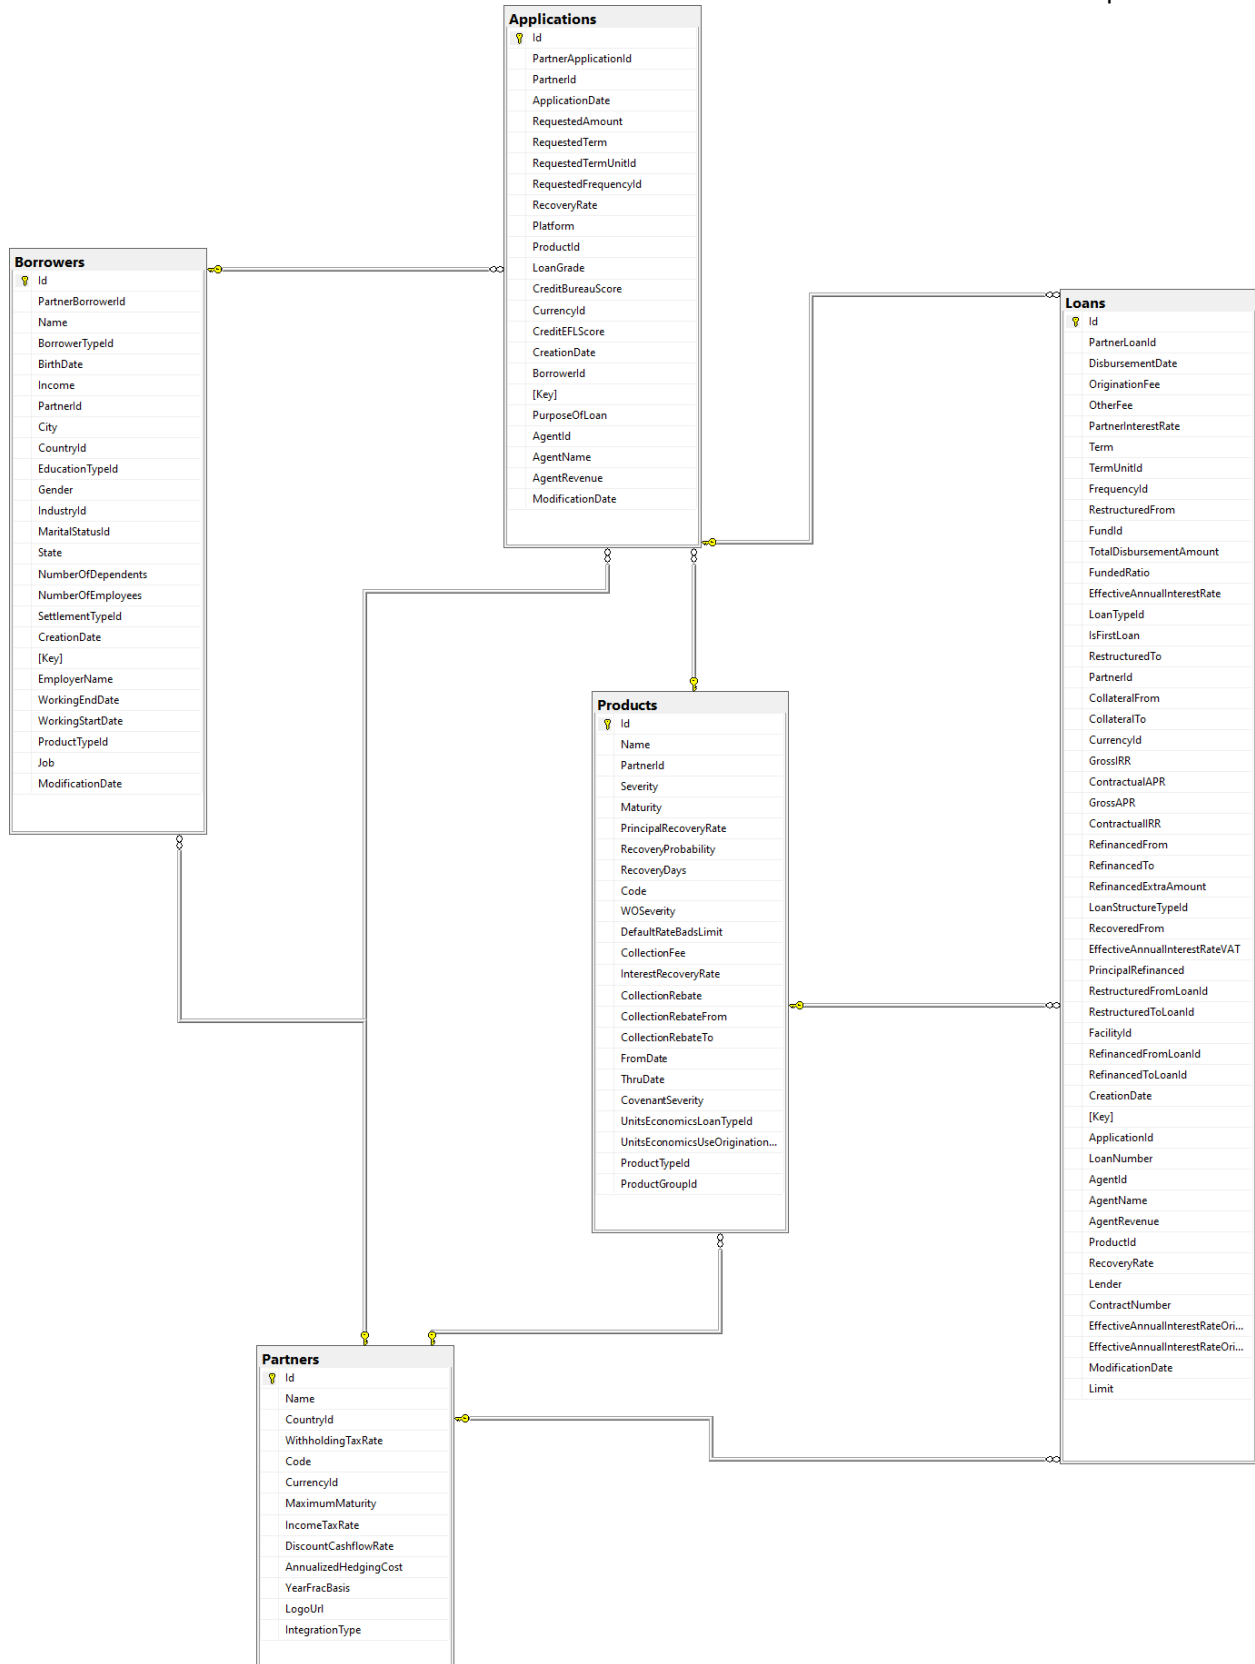 Applications
Id
PartnerApplicationId
PartnerId
ApplicationDate
RequestedAmount
RequestedTerm
RequestedTermUnitId
RequestedFrequencyId
RecoveryRate
Platform
ProductId
LoanGrade
CreditBureauScore
CurrencyId
CreditEFLScore
CreationDate
BorrowerId
[Key]
PurposeOfLoan
AgentId
AgentName
AgentRevenue
ModificationDate
Borrowers
Id
PartnerBorrowerId
Name
BorrowerTypeId
BirthDate
Income
PartnerId
City
CountryId
EducationTypeId
Gender
IndustryId
MaritalStatusId
State
NumberOfDependents
NumberOfEmployees
SettlementTypeId
CreationDate
[Key]
EmployerName
WorkingEndDate
WorkingStartDate
ProductTypeId
Job
ModificationDate
Loans
Id
PartnerLoanId
DisbursementDate
OriginationFee
OtherFee
PartnerInterestRate
Term
TermUnitId
FrequencyId
RestructuredFrom
FundId
TotalDisbursementAmount
FundedRatio
EffectiveAnnualInterestRate
LoanTypeId
IsFirstLoan
RestructuredTo
PartnerId
CollateralFrom
CollateralTo
CurrencyId
GrossIRR
ContractualAPR
GrossAPR
ContractualIRR
RefinancedFrom
RefinancedTo
RefinancedExtraAmount
LoanStructureTypeId
RecoveredFrom
EffectiveAnnualInterestRateVAT
PrincipalRefinanced
RestructuredFromLoanId
RestructuredToLoanId
FacilityId
RefinancedFromLoanId
RefinancedToLoanId
CreationDate
[Key]
ApplicationId
LoanNumber
AgentId
AgentName
AgentRevenue
ProductId
RecoveryRate
Lender
ContractNumber
EffectiveAnnualInterestRateOri...
EffectiveAnnualInterestRateOri...
ModificationDate
Limit
Products
Id
Name
PartnerId
Severity
Maturity
PrincipalRecoveryRate
RecoveryProbability
RecoveryDays
Code
WOSeverity
DefaultRateBadsLimit
CollectionFee
InterestRecoveryRate
CollectionRebate
CollectionRebateFrom
CollectionRebateTo
FromDate
ThruDate
CovenantSeverity
UnitsEconomicsLoanTypeId
UnitsEconomicsUseOrigination...
ProductTypeId
ProductGroupId
Partners
Id
Name
CountryId
WithholdingTaxRate
Code
CurrencyId
MaximumMaturity
IncomeTaxRate
DiscountCashflowRate
AnnualizedHedgingCost
YearFracBasis
LogoUrl
IntegrationType